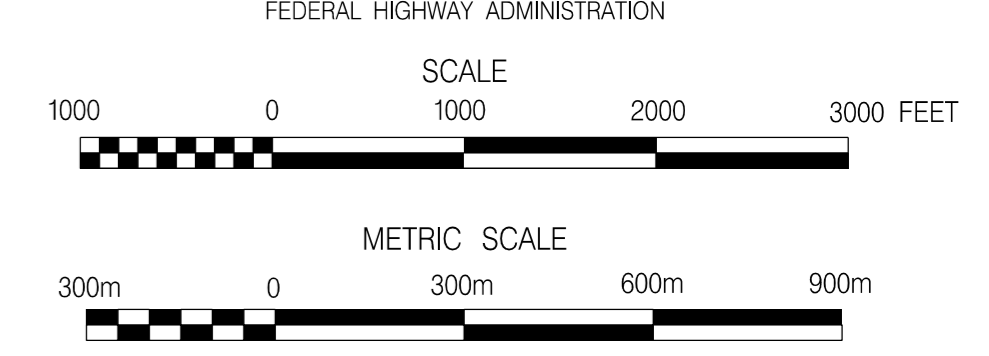 FEDERAL HIGHWAY ADMINISTRATION
SCALE
1000 0 1000 2000 3000 FEET
METRIC SCALE
300m 0 300m 600m 900m